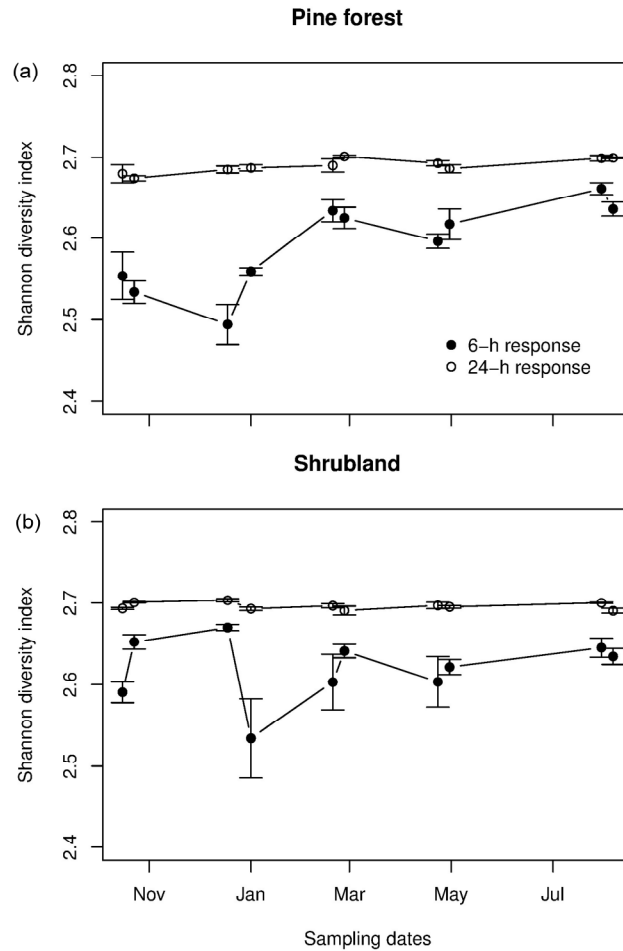 Pine forest
(a)
2.8
2.7
2.6
2.5
2.4
Shannon diversity index
6−h response
24−h response
Shrubland
(b)
2.8
2.7
2.6
2.5
2.4
Shannon diversity index
Nov Jan Mar May Jul
Sampling dates